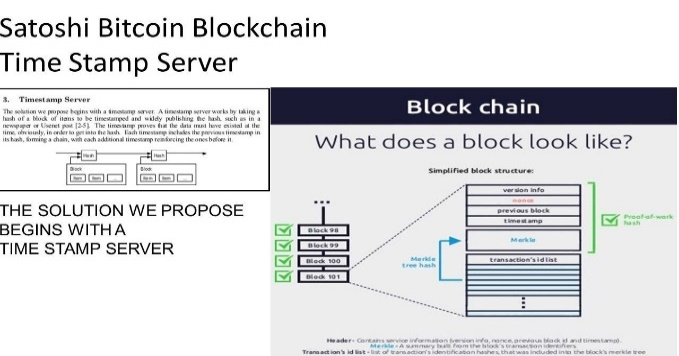 Satoshi Bitcoin Blockchain
Time Stamp Server
3. Timestamp Server
The solution we propose begins with a timestamp server. A timestamp server works by taking a
hash of a block of items to be timestamped and widely publishing the hash, such as in a
newspaper or Usenet post [2-5]. The timestamp proves that the data must have existed at the
time, obviously, in order to get into the hash. Each timestamp includes the previous timestamp in
its hash, forming a chain, with each additional timestamp reinforcing the ones before it.
Hash
Hash
Block
Item
Item
...
Block
Item
Item
...
THE SOLUTION WE PROPOSE
BEGINS WITH A
TIME STAMP SERVER
Block chain
What does a block look like?
Simplified block structure:
...
Block 98
Block 99
Block 100
Block 101
Merkle
tree hash
version info
nonce
previous block
timestamp
Merkle
transaction's id list
Proof-of-work
hash
Header - Contains service information (version info, nonce, previous block id and timestamp).
Merkle - A summary built from the block's transaction identifiers.
Transaction's id list - list of transaction's identification hashes, that was included into the block's merkle tree